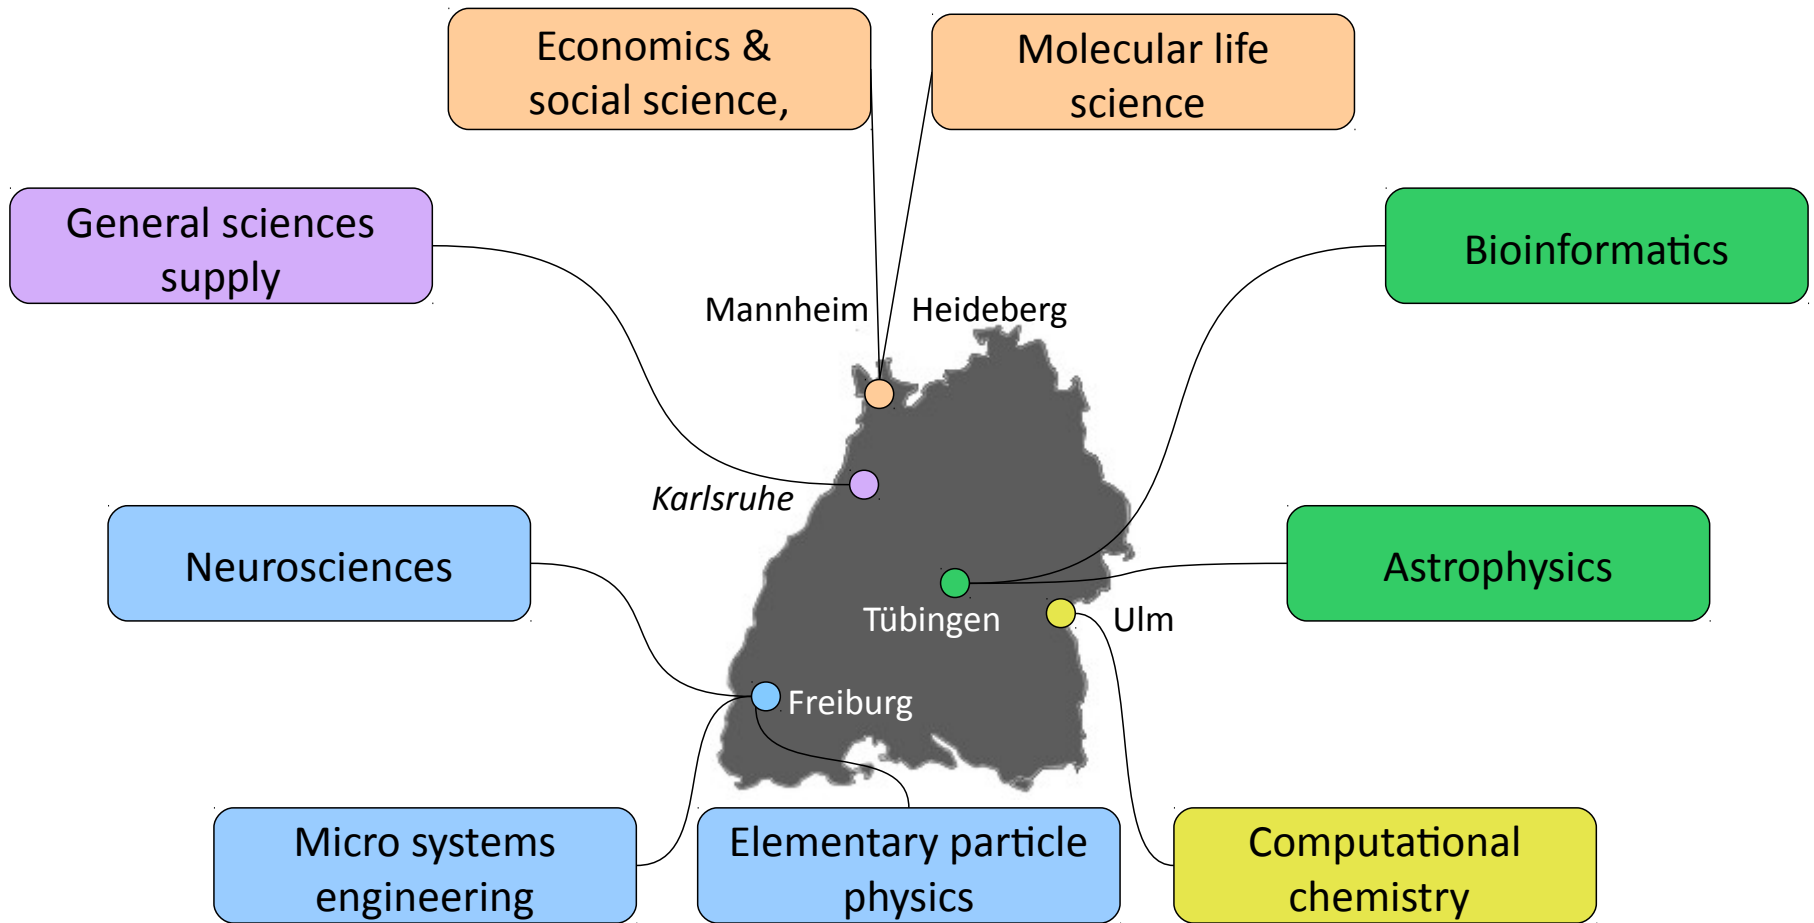 Economics &
social science,
Molecular life
science
General sciences
supply
Bioinformatics
Mannheim
Heideberg
Karlsruhe
Neurosciences
Astrophysics
Tübingen
Ulm
Freiburg
Micro systems
engineering
Elementary particle
physics
Computational
chemistry